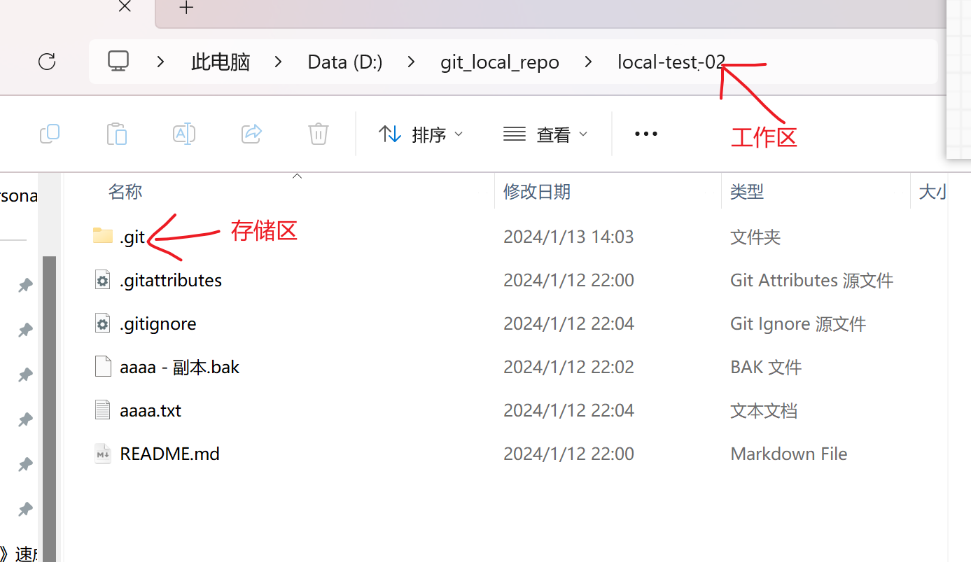 此电脑 > Data (D:) > git_local_repo > local-test-02
工作区
排序 查看
名称 修改日期 类型 大小
.git 2024/1/13 14:03 文件夹
存储区
.gitattributes 2024/1/12 22:00 Git Attributes 源文件
.gitignore 2024/1/12 22:04 Git Ignore 源文件
aaaa - 副本.bak 2024/1/12 22:02 BAK 文件
aaaa.txt 2024/1/12 22:04 文本文档
README.md 2024/1/12 22:00 Markdown File